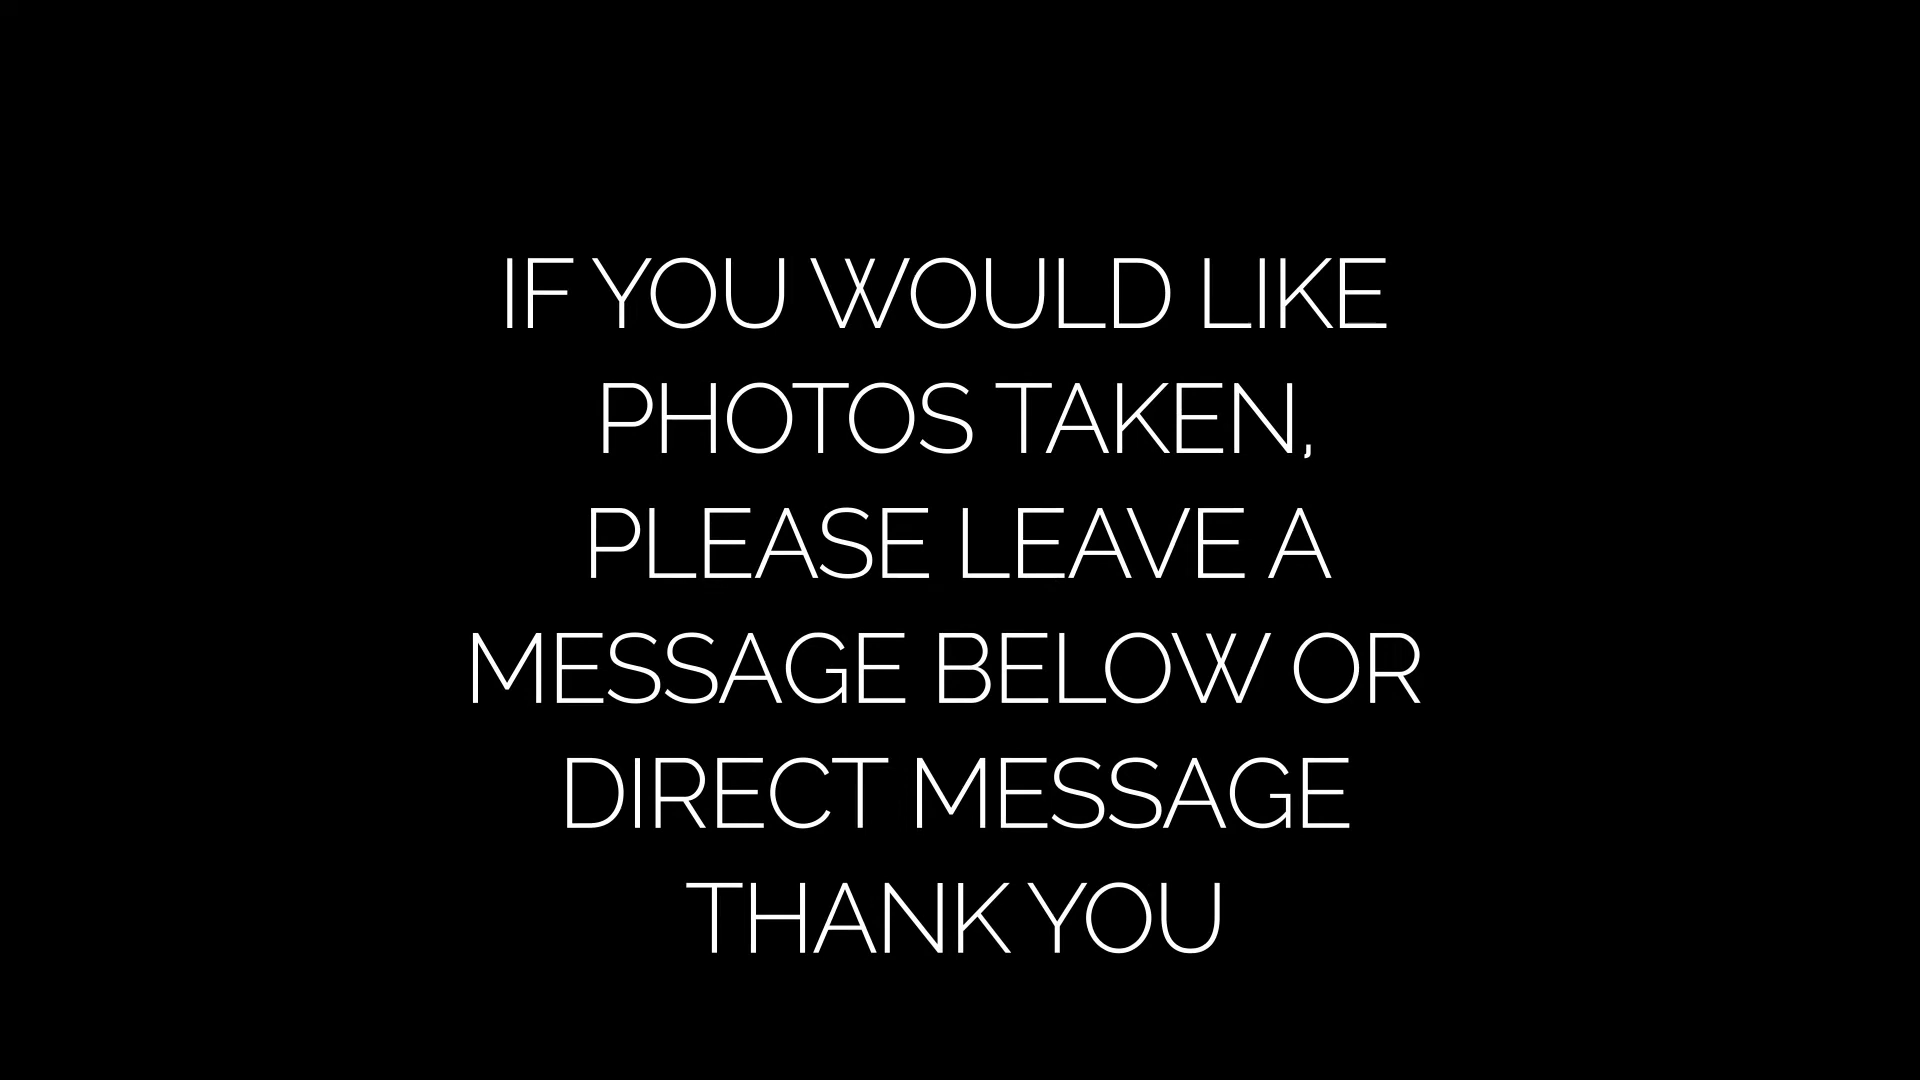 IF YOU WOULD LIKE
PHOTOS TAKEN,
PLEASE LEAVE A
MESSAGE BELOW OR
DIRECT MESSAGE
THANK YOU